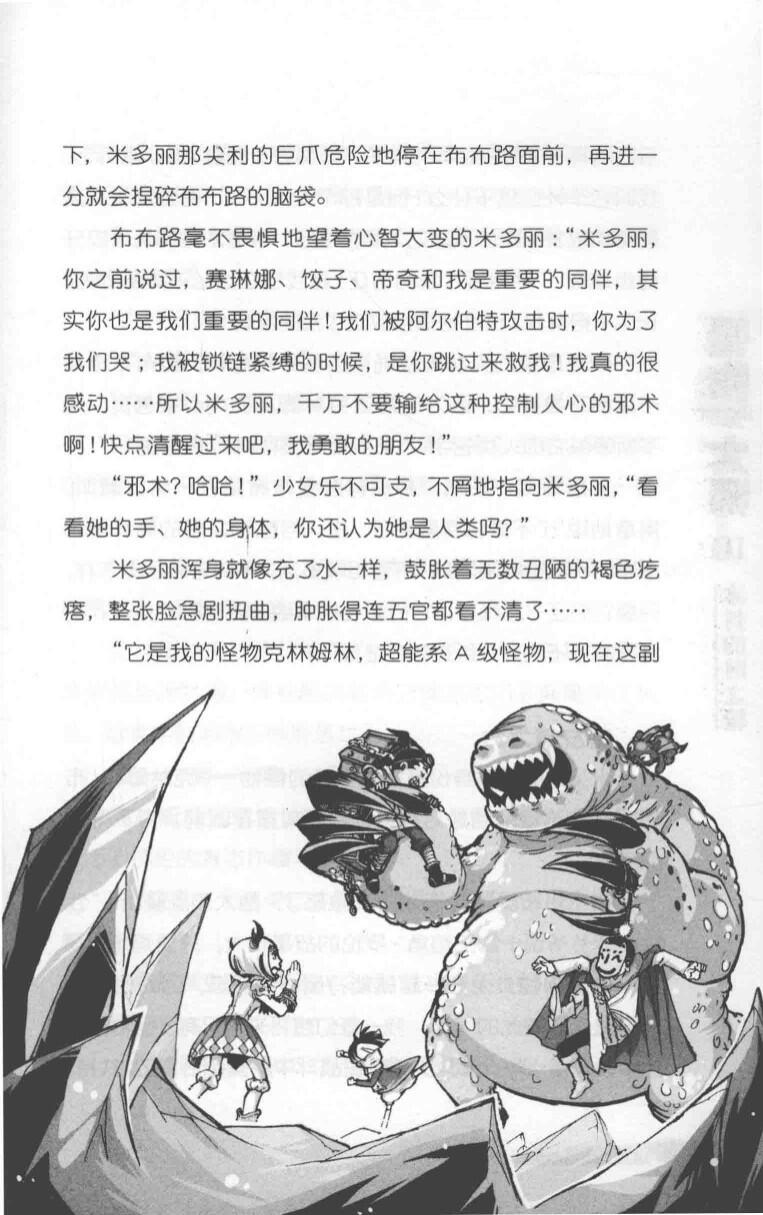 下，米多丽那尖利的巨爪危险地停在布布路面前，再进一
分就会捏碎布布路的脑袋。
布布路毫不畏惧地望着心智大变的米多丽：“米多丽，
你之前说过，赛琳娜、饺子、帝奇和我是重要的同伴，其
实你也是我们重要的同伴！我们被阿尔伯特攻击时，你为了
我们哭；我被锁链紧缚的时候，是你跳过来救我！我真的很
感动……所以米多丽，千万不要输给这种控制人心的邪术
啊！快点清醒过来吧，我勇敢的朋友！”
“邪术？哈哈！”少女乐不可支，不屑地指向米多丽，“看
看她的手、她的身体，你还认为她是人类吗？”
米多丽浑身就像充了水一样，鼓胀着无数丑陋的褐色疙
瘩，整张脸急剧扭曲，肿胀得连五官都看不清了……
“它是我的怪物克林姆林，超能系 A 级怪物，现在这副